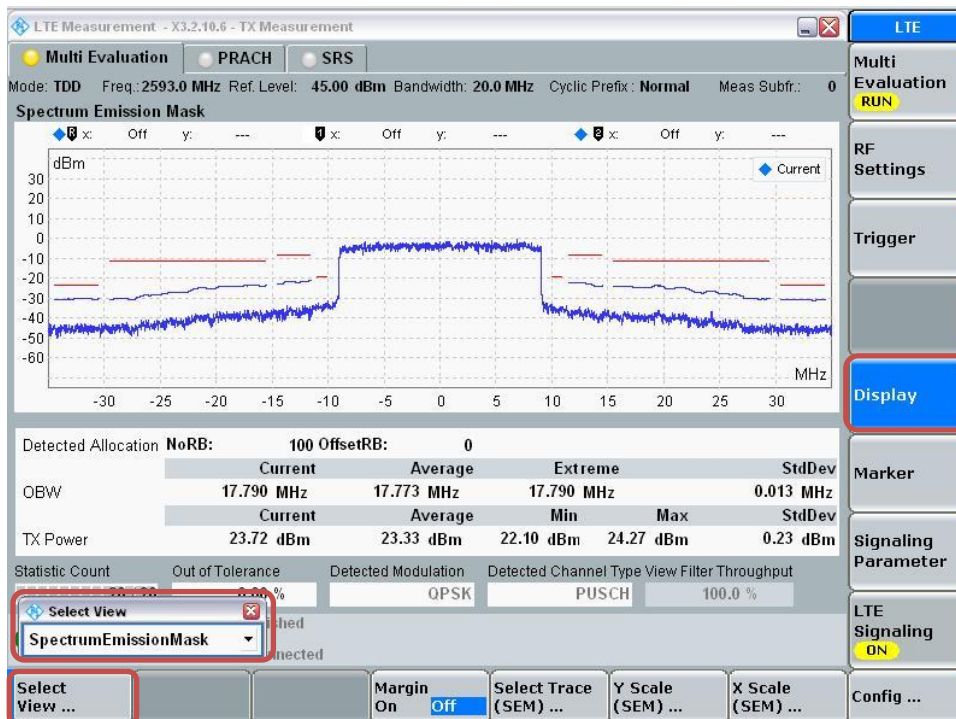 LTE Measurement - X3.2.10.6 - TX Measurement
LTE
Multi Evaluation PRACH SRS
Multi Evaluation RUN
Mode: TDD Freq.: 2593.0 MHz Ref. Level: 45.00 dBm Bandwidth: 20.0 MHz Cyclic Prefix : Normal Meas Subfr.: 0
Spectrum Emission Mask
R x: Off y: --- 1 x: Off y: --- 2 x: Off y: ---
dBm
Current
30
20
10
0
-10
-20
-30
-40
-50
-60
MHz
-30 -25 -20 -15 -10 -5 0 5 10 15 20 25 30
RF Settings
Trigger
Display
Detected Allocation NoRB: 100 OffsetRB: 0
Current Average Extreme StdDev
OBW 17.790 MHz 17.773 MHz 17.790 MHz 0.013 MHz
Current Average Min Max StdDev
TX Power 23.72 dBm 23.33 dBm 22.10 dBm 24.27 dBm 0.23 dBm
Marker
Signaling Parameter
Statistic Count Out of Tolerance Detected Modulation Detected Channel Type View Filter Throughput
% QPSK PUSCH 100.0 %
Select View
SpectrumEmissionMask
LTE Signaling ON
Select View ...
Margin On Off
Select Trace (SEM) ...
Y Scale (SEM) ...
X Scale (SEM) ...
Config ...